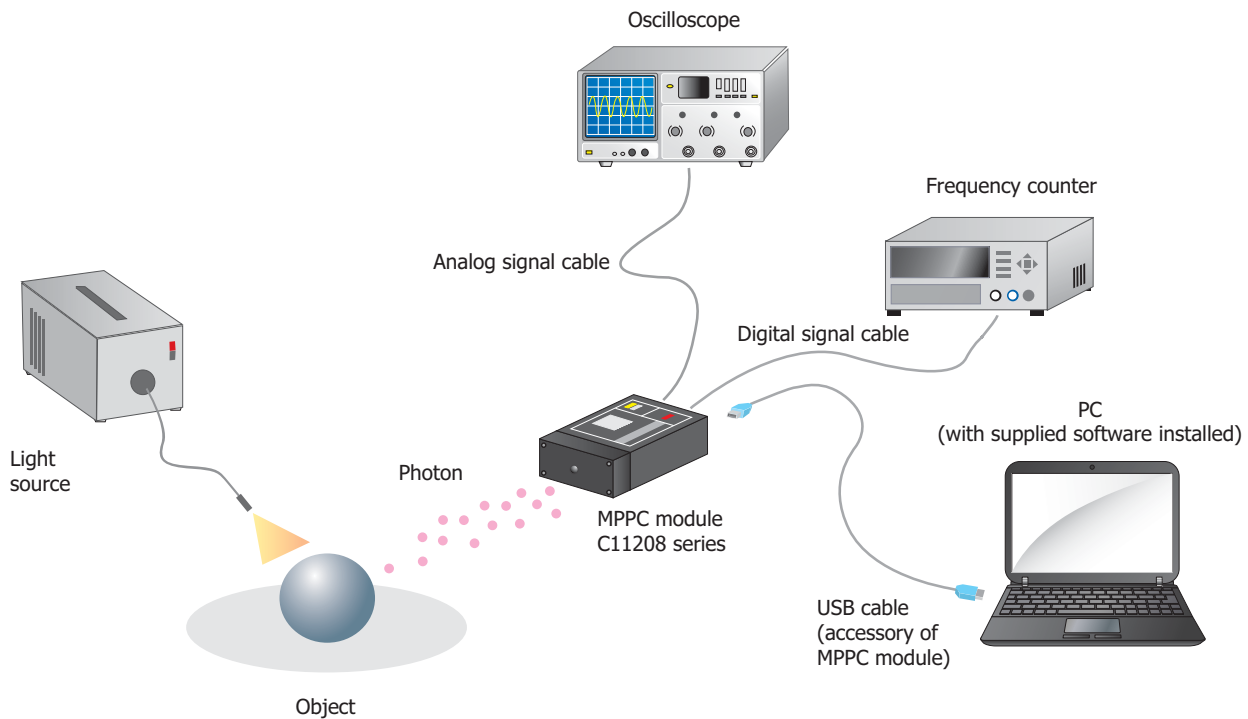 Oscilloscope
Frequency counter
Analog signal cable
Digital signal cable
PC
(with supplied software installed)
Light
source
Photon
MPPC module
C11208 series
USB cable
(accessory of
MPPC module)
Object